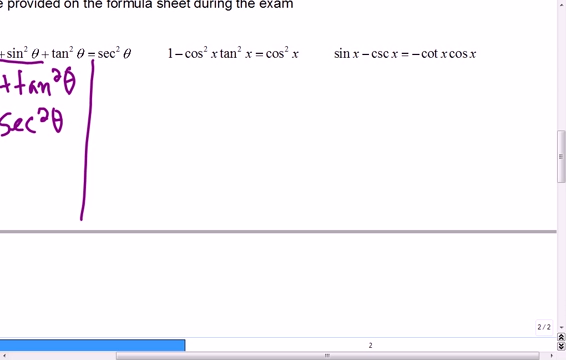 e provided on the formula sheet during the exam
+ sin² θ + tan² θ = sec² θ 1 − cos² x tan² x = cos² x sin x − csc x = −cot x cos x
+ tan²θ
sec²θ
2 / 2
2